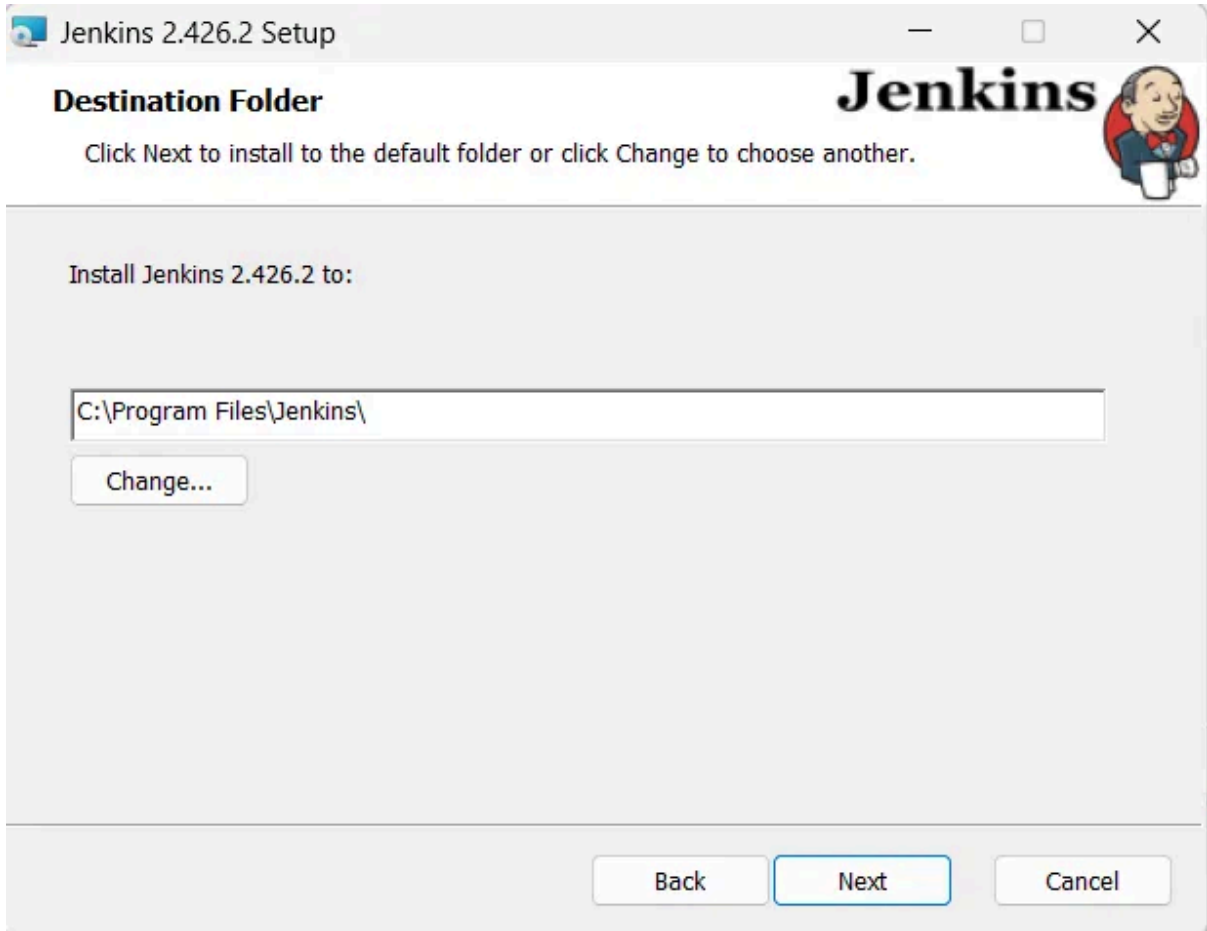 Jenkins 2.426.2 Setup
Destination Folder
Jenkins
Click Next to install to the default folder or click Change to choose another.
Install Jenkins 2.426.2 to:
C:\Program Files\Jenkins\
Change...
Back
Next
Cancel